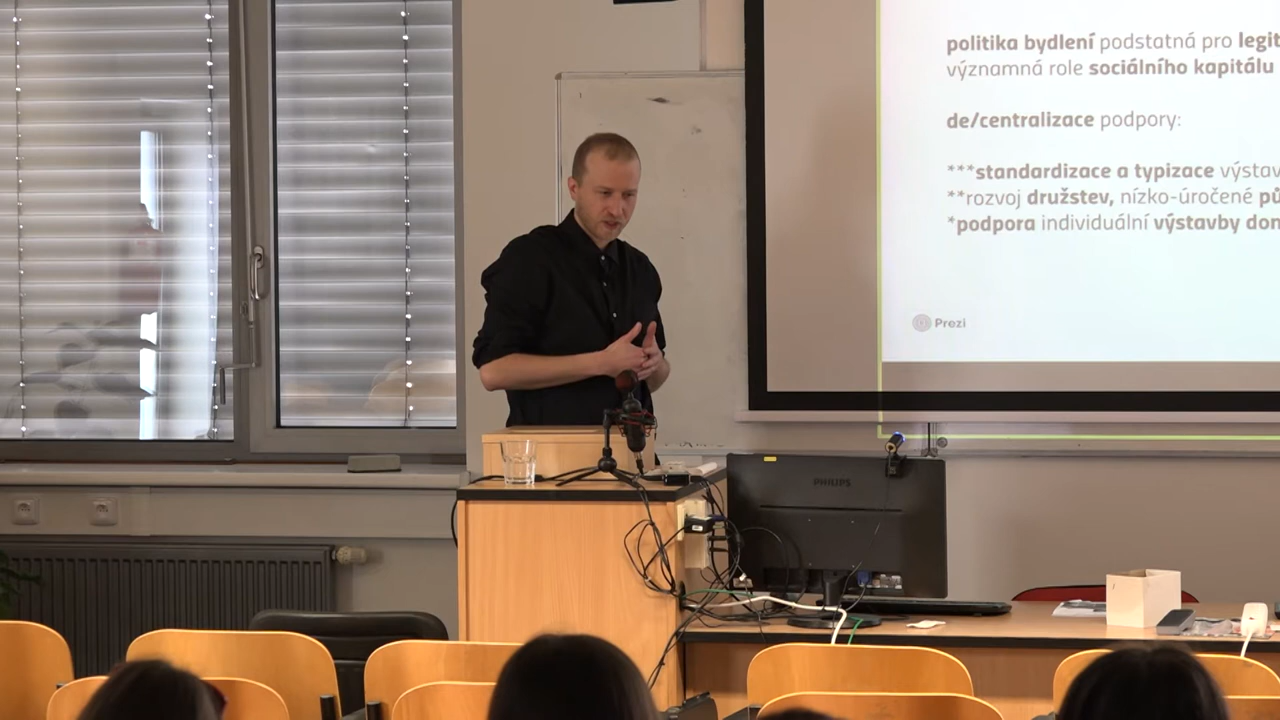 politika bydlení podstatná pro legit
významná role sociálního kapitálu
de/centralizace podpory:
***standardizace a typizace výstav
**rozvoj družstev, nízko-úročené pů
*podpora individuální výstavby dom
Prezi
PHILIPS